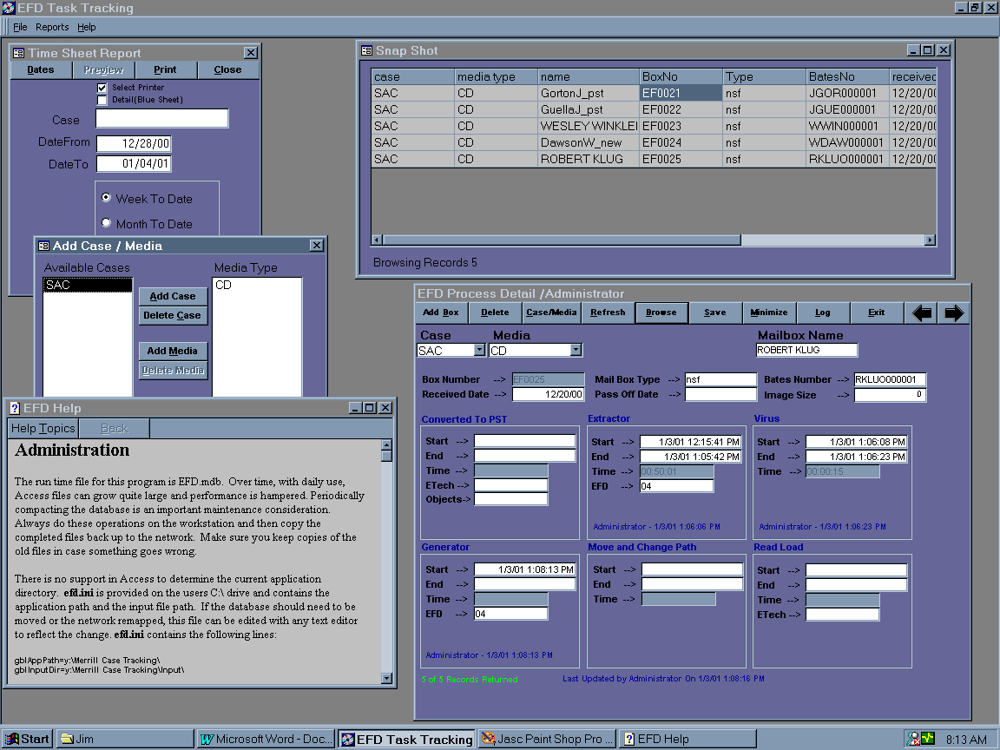 EFD Task Tracking
File Reports Help
Time Sheet Report
Dates Preview Print Close
Select Printer
Detail(Blue Sheet)
Case
DateFrom 12/28/00
DateTo 01/04/01
Week To Date
Month To Date
Snap Shot
case media type name BoxNo Type BatesNo received
SAC CD GortonJ_pst EF0021 nsf JGOR000001 12/20/00
SAC CD GuellaJ_pst EF0022 nsf JGUE000001 12/20/00
SAC CD WESLEY WINKLEI EF0023 nsf WWIN000001 12/20/00
SAC CD DawsonW_new EF0024 nsf WDAW000001 12/20/00
SAC CD ROBERT KLUG EF0025 nsf RKLUO000001 12/20/00
Browsing Records 5
Add Case / Media
Available Cases Media Type
SAC CD
Add Case
Delete Case
Add Media
Delete Media
EFD Process Detail /Administrator
Add Box Delete Case/Media Refresh Browse Save Minimize Log Exit
Case Media Mailbox Name
SAC CD ROBERT KLUG
Box Number --> EF0025 Mail Box Type --> nsf Bates Number --> RKLUO000001
Received Date --> 12/20/00 Pass Off Date --> Image Size --> 0
Converted To PST
Start -->
End -->
Time -->
ETech -->
Objects->
Extractor
Start --> 1/3/01 12:15:41 PM
End --> 1/3/01 1:05:42 PM
Time --> 00:50:01
EFD --> 04
Administrator - 1/3/01 1:06:06 PM
Virus
Start --> 1/3/01 1:06:08 PM
End --> 1/3/01 1:06:23 PM
Time --> 00:00:15
Administrator - 1/3/01 1:06:23 PM
Generator
Start --> 1/3/01 1:08:13 PM
End -->
Time -->
EFD --> 04
Administrator - 1/3/01 1:08:13 PM
Move and Change Path
Start -->
End -->
Time -->
Read Load
Start -->
End -->
Time -->
ETech -->
5 of 5 Records Returned Last Updated by Administrator On 1/3/01 1:08:16 PM
EFD Help
Help Topics Back
Administration
The run time file for this program is EFD.mdb. Over time, with daily use,
Access files can grow quite large and performance is hampered. Periodically
compacting the database is an important maintenance consideration.
Always do these operations on the workstation and then copy the
completed files back up to the network. Make sure you keep copies of the
old files in case something goes wrong.
There is no support in Access to determine the current application
directory. efd.ini is provided on the users C:\ drive and contains the
application path and the input file path. If the database should need to be
moved or the network remapped, this file can be edited with any text editor
to reflect the change. efd.ini contains the following lines:
gblAppPath=y:\Merrill Case Tracking\
gblInputDir=y:\Merrill Case Tracking\Input\
Start Jim Microsoft Word - Doc... EFD Task Tracking Jasc Paint Shop Pro ... EFD Help 8:13 AM